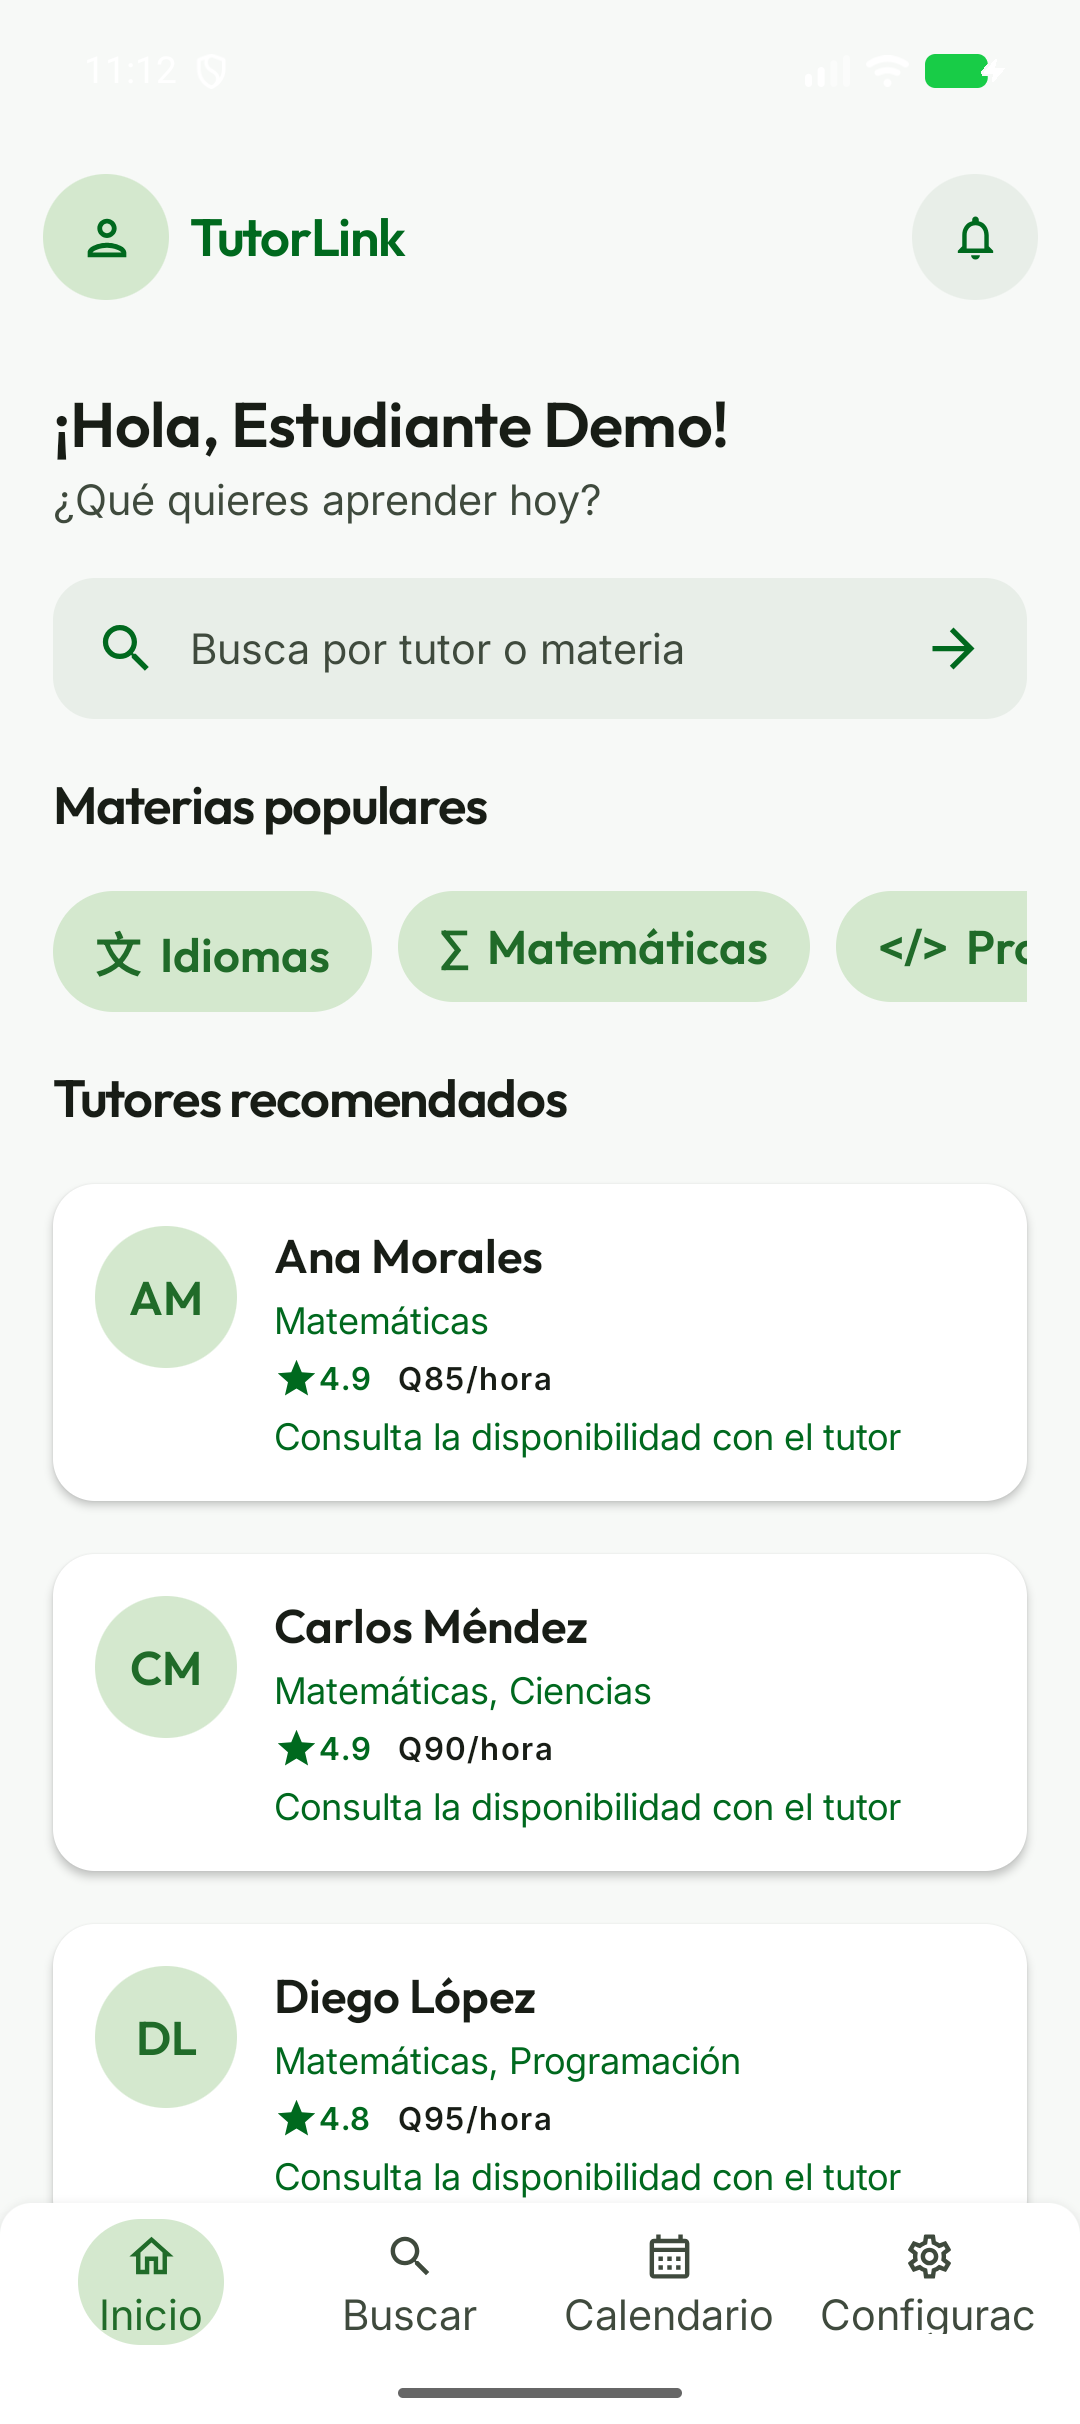 11:12
TutorLink
¡Hola, Estudiante Demo!
¿Qué quieres aprender hoy?
Busca por tutor o materia
Materias populares
文 Idiomas
Σ Matemáticas
</> Pro
Tutores recomendados
AM
Ana Morales
Matemáticas
4.9 Q85/hora
Consulta la disponibilidad con el tutor
CM
Carlos Méndez
Matemáticas, Ciencias
4.9 Q90/hora
Consulta la disponibilidad con el tutor
DL
Diego López
Matemáticas, Programación
4.8 Q95/hora
Consulta la disponibilidad con el tutor
Inicio
Buscar
Calendario
Configurac